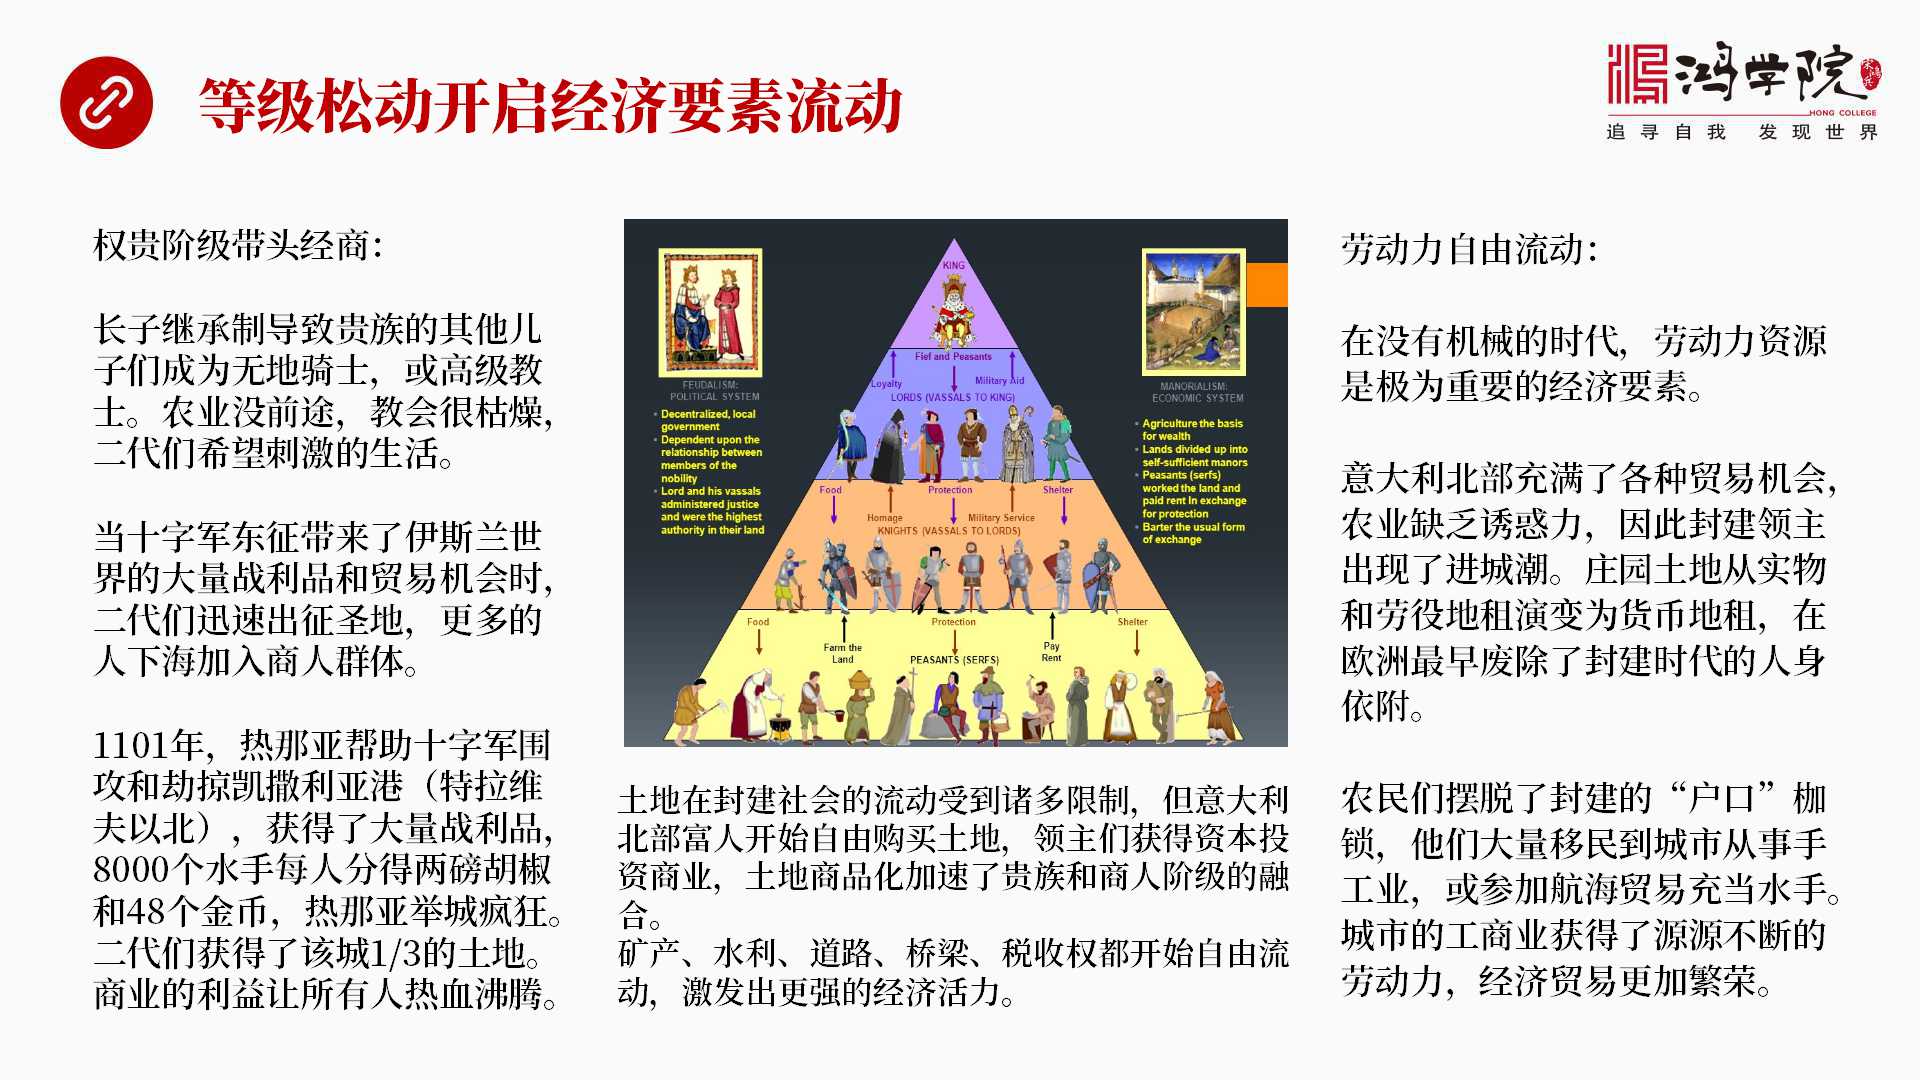 等级松动开启经济要素流动
鸿学院
宋鸿兵
HONG COLLEGE
追寻自我 发现世界
权贵阶级带头经商：
长子继承制导致贵族的其他儿
子们成为无地骑士，或高级教
士。农业没前途，教会很枯燥，
二代们希望刺激的生活。
当十字军东征带来了伊斯兰世
界的大量战利品和贸易机会时，
二代们迅速出征圣地，更多的
人下海加入商人群体。
1101年，热那亚帮助十字军围
攻和劫掠凯撒利亚港（特拉维
夫以北），获得了大量战利品，
8000个水手每人分得两磅胡椒
和48个金币，热那亚举城疯狂。
二代们获得了该城1/3的土地。
商业的利益让所有人热血沸腾。
FEUDALISM:
POLITICAL SYSTEM
Decentralized, local
government
Dependent upon the
relationship between
members of the
nobility
Lord and his vassals
administered justice
and were the highest
authority in their land
KING
Fief and Peasants
Loyalty
Military Aid
LORDS (VASSALS TO KING)
Food
Protection
Shelter
Homage
Military Service
KNIGHTS (VASSALS TO LORDS)
Food
Protection
Shelter
Farm the
Land
Pay
Rent
PEASANTS (SERFS)
MANORIALISM:
ECONOMIC SYSTEM
Agriculture the basis
for wealth
Lands divided up into
self-sufficient manors
Peasants (serfs)
worked the land and
paid rent In exchange
for protection
Barter the usual form
of exchange
土地在封建社会的流动受到诸多限制，但意大利
北部富人开始自由购买土地，领主们获得资本投
资商业，土地商品化加速了贵族和商人阶级的融
合。
矿产、水利、道路、桥梁、税收权都开始自由流
动，激发出更强的经济活力。
劳动力自由流动：
在没有机械的时代，劳动力资源
是极为重要的经济要素。
意大利北部充满了各种贸易机会，
农业缺乏诱惑力，因此封建领主
出现了进城潮。庄园土地从实物
和劳役地租演变为货币地租，在
欧洲最早废除了封建时代的人身
依附。
农民们摆脱了封建的“户口”枷
锁，他们大量移民到城市从事手
工业，或参加航海贸易充当水手。
城市的工商业获得了源源不断的
劳动力，经济贸易更加繁荣。